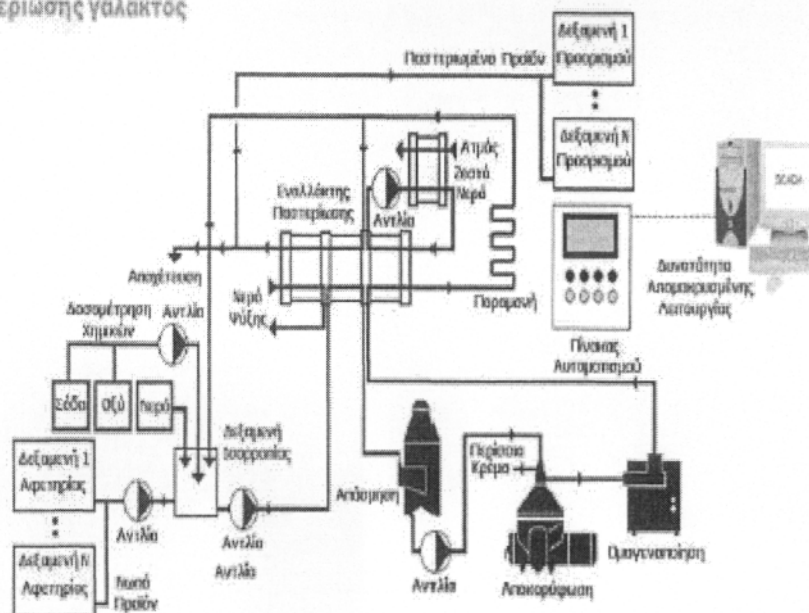 ερίωσης γάλακτος
Παστεριωμένο Προϊόν
Δεξαμενή 1
Προορισμού
Δεξαμενή Ν
Προορισμού
Ατμός
Ζεστό
Νερό
Αντλία
Εναλλάκτης
Παστερίωσης
SCADA
Αποχέτευση
Νερό
Ψύξης
Παραμονή
Δυνατότητα
Απομακρυσμένης
Λειτουργίας
Πίνακας
Αυτοματισμού
Δοσομέτρηση
Χημικών
Αντλία
Σόδα
Οξύ
Νερό
Δεξαμενή
Ισορροπίας
Δεξαμενή 1
Αφετηρίας
Αντλία
Αντλία
Αντλία
Δεξαμενή Ν
Αφετηρίας
Νωπό
Προϊόν
Απόσμηση
Αντλία
Περίσσια
Κρέμα
Αποκορύφωση
Ομογενοποίηση